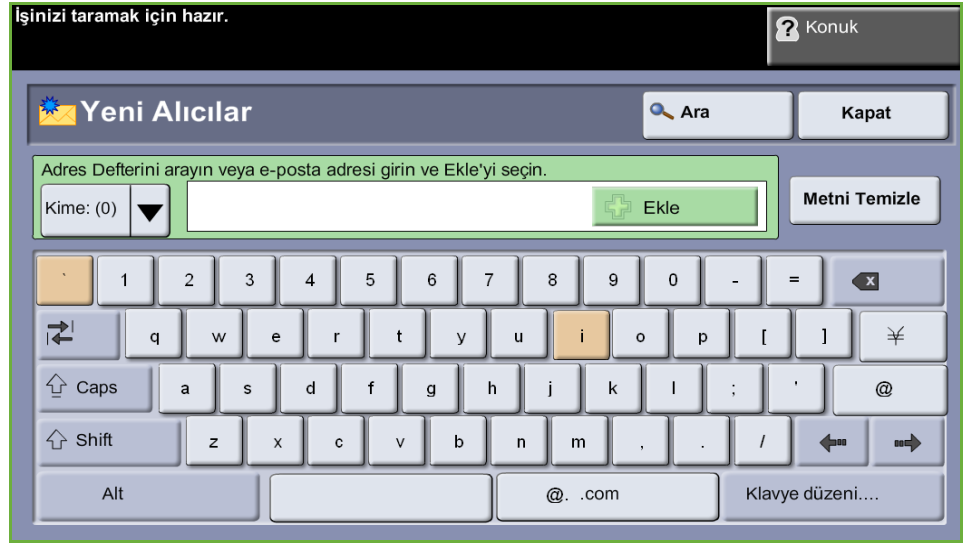 İşinizi taramak için hazır.
? Konuk
Yeni Alıcılar
Ara
Kapat
Adres Defterini arayın veya e-posta adresi girin ve Ekle'yi seçin.
Kime: (0)
Ekle
Metni Temizle
` 1 2 3 4 5 6 7 8 9 0 - = x
q w e r t y u i o p [ ] ¥
Caps a s d f g h j k l ; ' @
Shift z x c v b n m , . /
Alt @. .com Klavye düzeni....